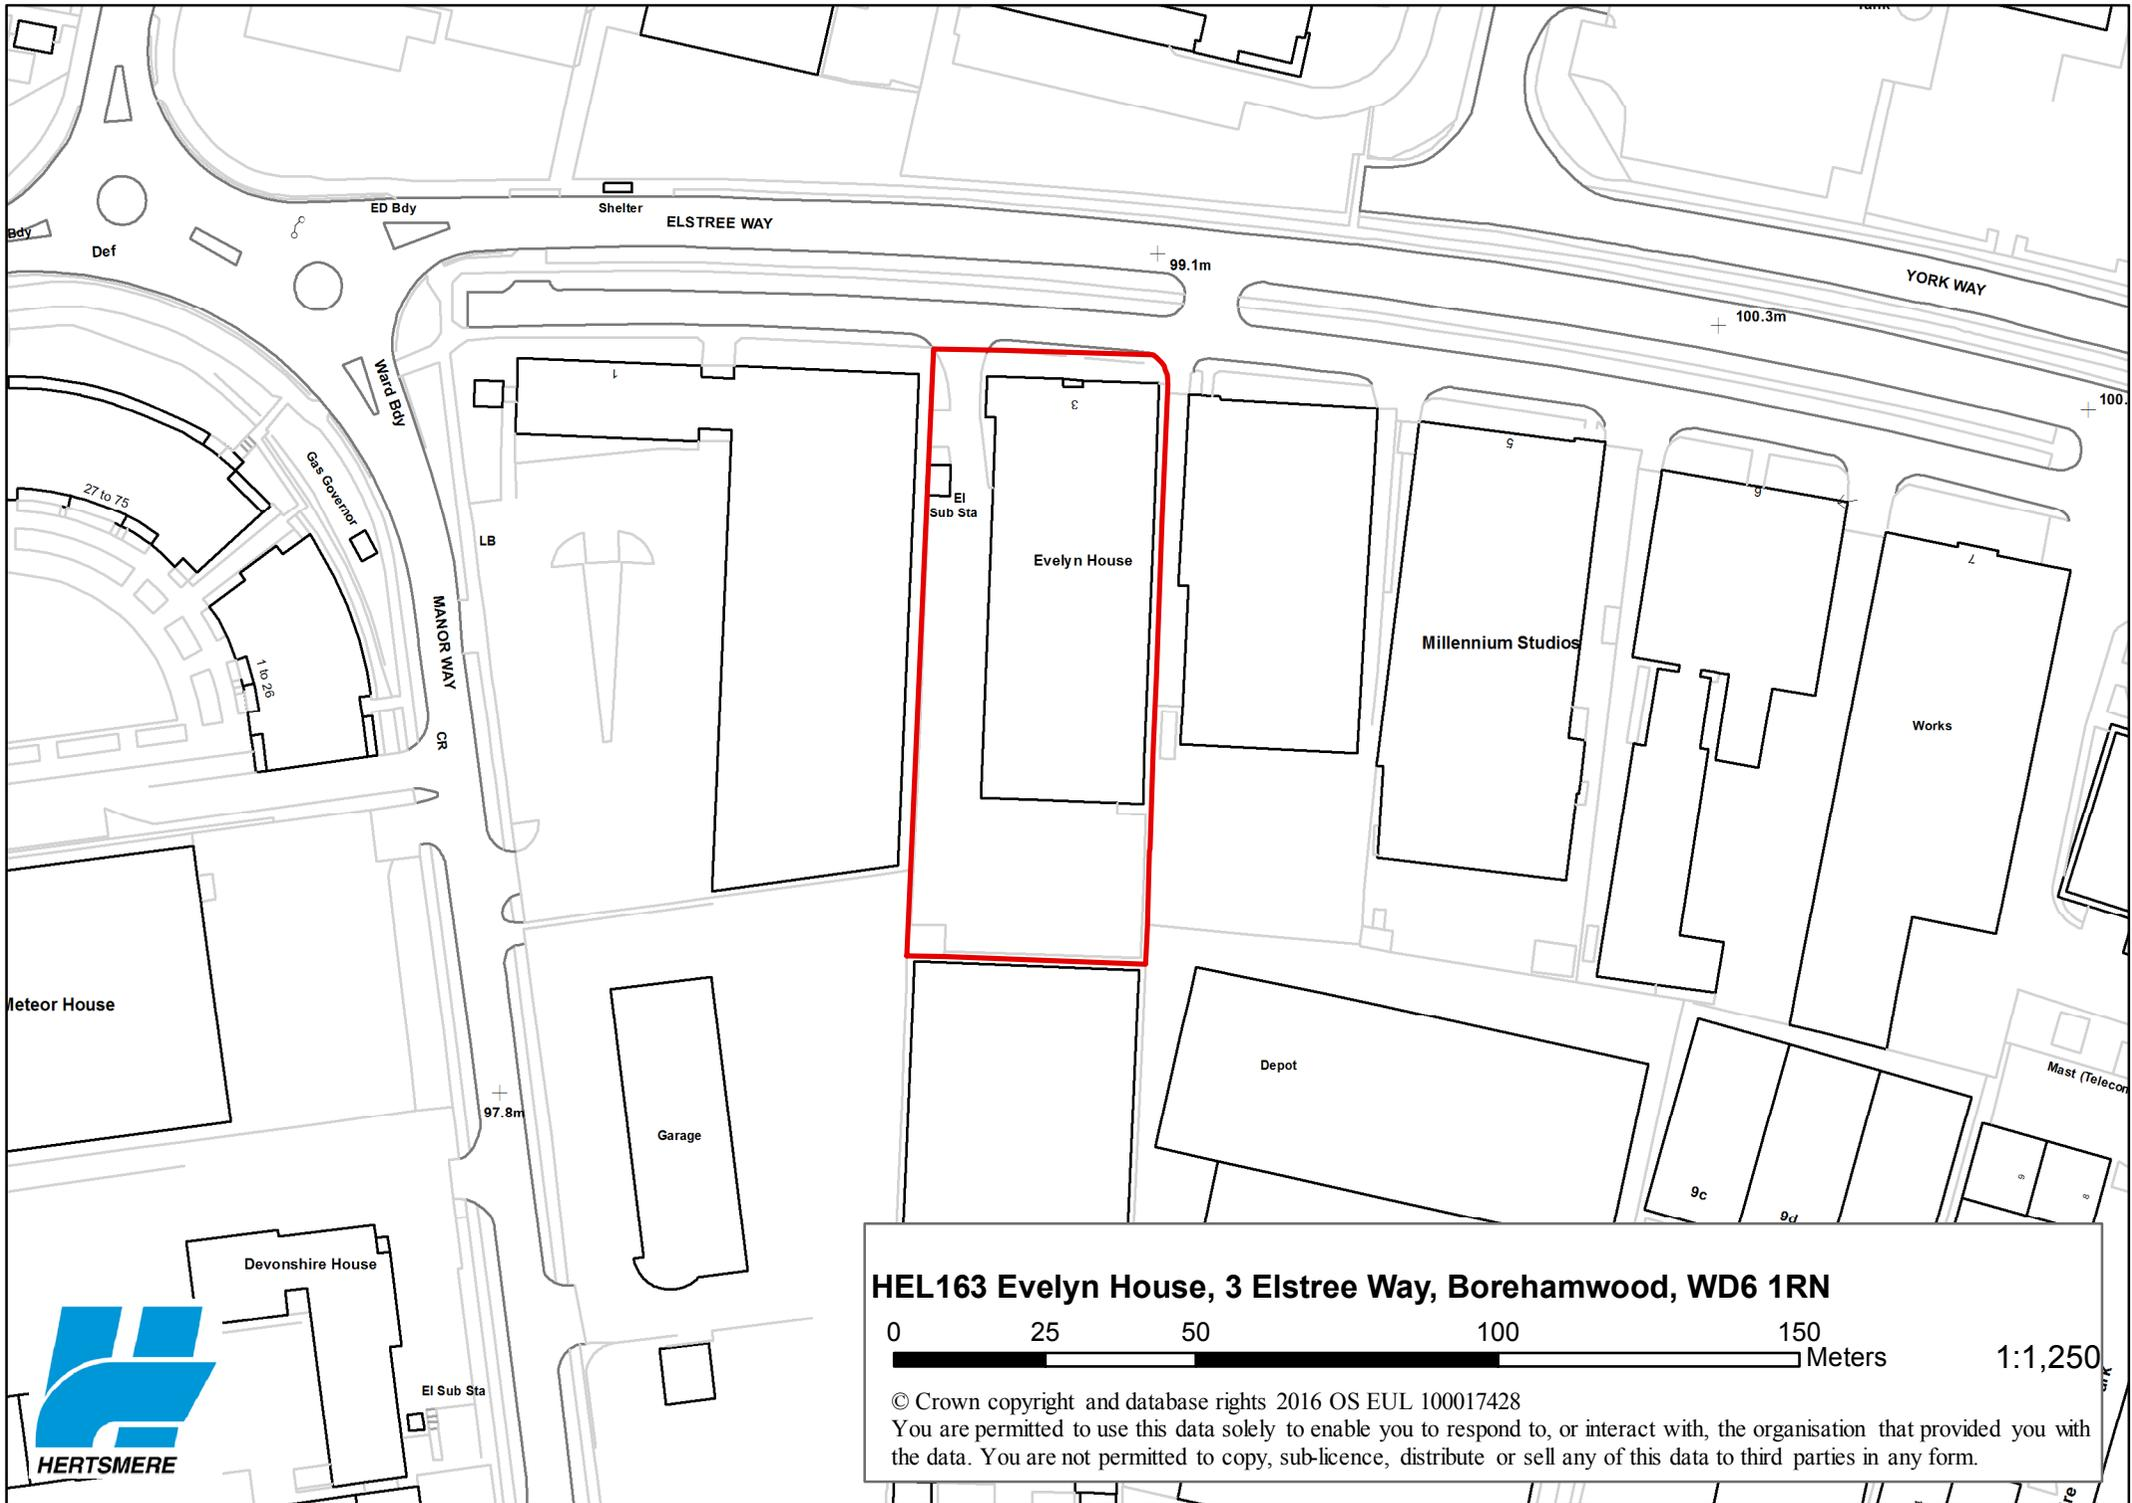 ED Bdy
Shelter
ELSTREE WAY
Bdy
Def
99.1m
YORK WAY
100.3m
100.
Ward Bdy
1
3
5
6
7
Gas Governor
27 to 75
El
Sub Sta
LB
Evelyn House
MANOR WAY
Millennium Studios
1 to 26
CR
Works
Meteor House
Depot
Mast (Telecom
97.8m
Garage
9c
9d
9
8
Devonshire House
El Sub Sta
HERTSMERE
HEL163 Evelyn House, 3 Elstree Way, Borehamwood, WD6 1RN
0 25 50 100 150
Meters
1:1,250
© Crown copyright and database rights 2016 OS EUL 100017428
You are permitted to use this data solely to enable you to respond to, or interact with, the organisation that provided you with
the data. You are not permitted to copy, sub-licence, distribute or sell any of this data to third parties in any form.